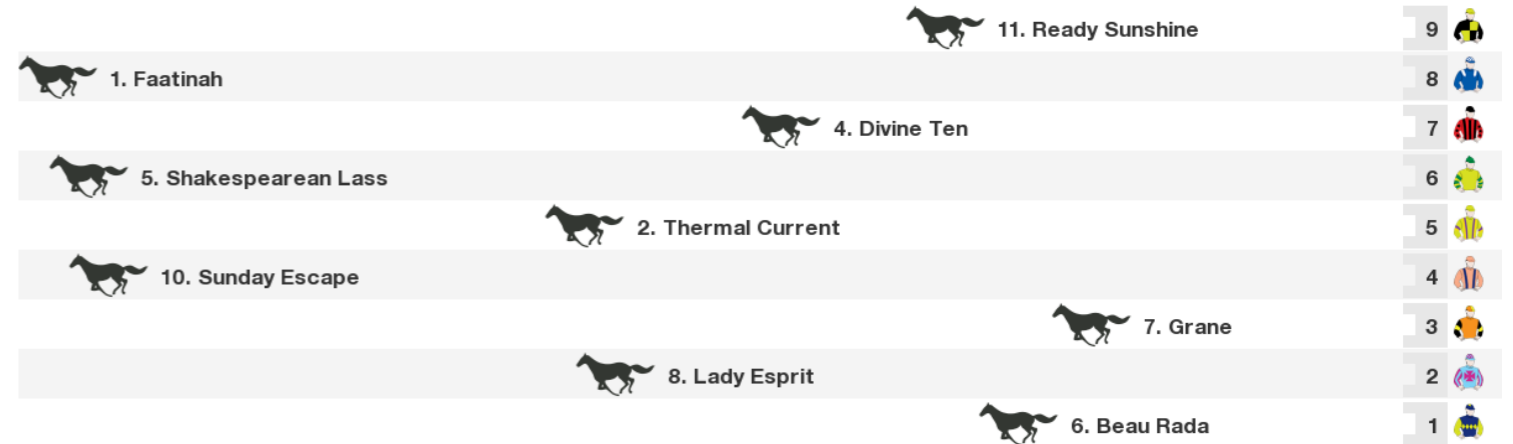 11. Ready Sunshine 9
1. Faatinah 8
4. Divine Ten 7
5. Shakespearean Lass 6
2. Thermal Current 5
10. Sunday Escape 4
7. Grane 3
8. Lady Esprit 2
6. Beau Rada 1